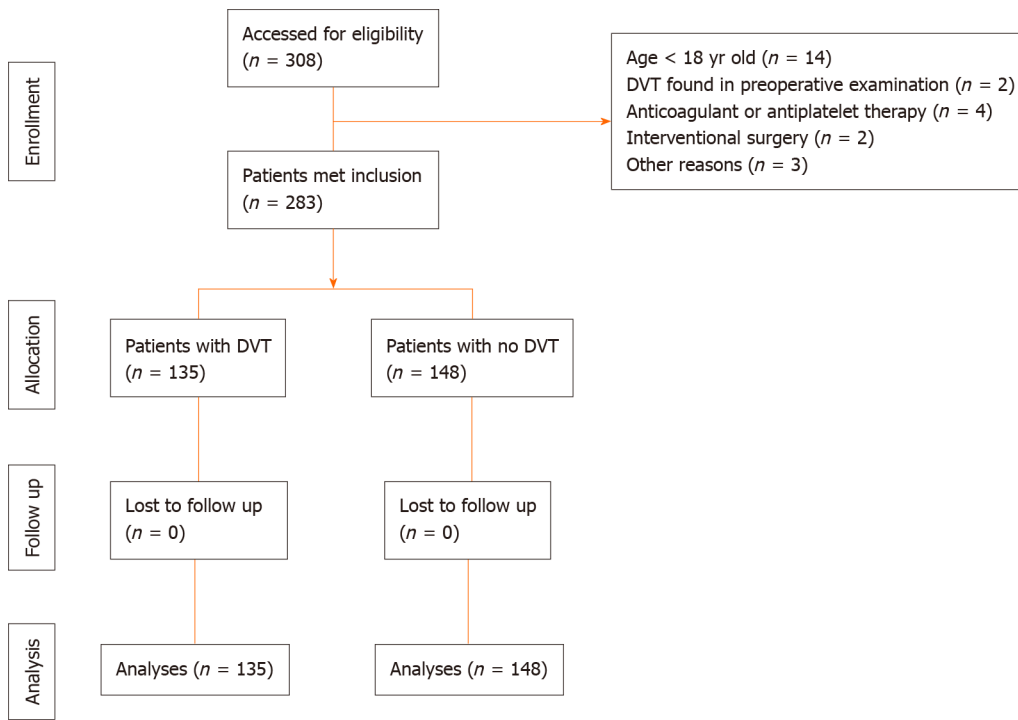 Enrollment
Accessed for eligibility
(n = 308)
Age < 18 yr old (n = 14)
DVT found in preoperative examination (n = 2)
Anticoagulant or antiplatelet therapy (n = 4)
Interventional surgery (n = 2)
Other reasons (n = 3)
Patients met inclusion
(n = 283)
Allocation
Patients with DVT
(n = 135)
Patients with no DVT
(n = 148)
Follow up
Lost to follow up
(n = 0)
Lost to follow up
(n = 0)
Analysis
Analyses (n = 135)
Analyses (n = 148)